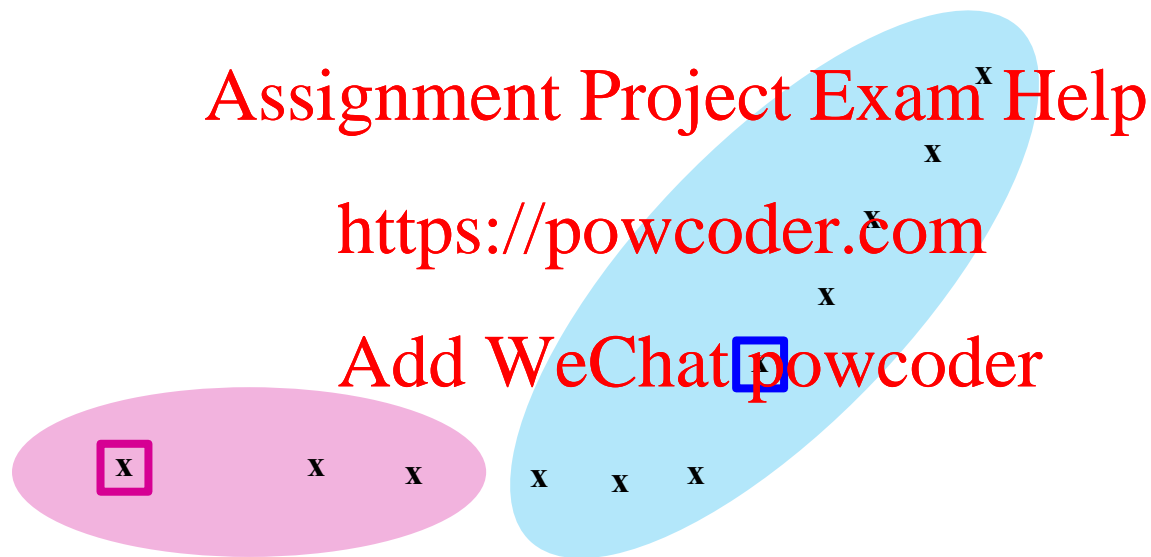 x
Assignment Project Exam Help
x
x
https://powcoder.com
x
x
Add WeChat powcoder
x x x x x x